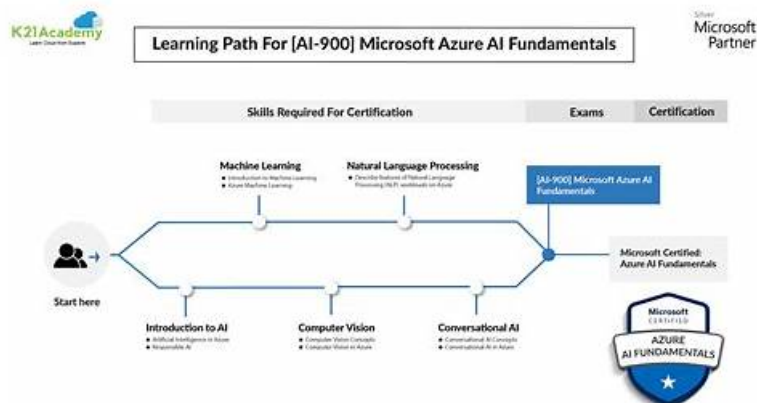 K21Academy
Learn Cloud from Experts
Learning Path For [AI-900] Microsoft Azure AI Fundamentals
Silver
Microsoft
Partner
Skills Required For Certification
Exams
Certification
Machine Learning
Introduction to Machine Learning
Azure Machine Learning
Natural Language Processing
Describe features of Natural Language
Processing (NLP) workloads on Azure
[AI-900] Microsoft Azure AI
Fundamentals
Start here
Microsoft Certified:
Azure AI Fundamentals
Introduction to AI
Artificial Intelligence in Azure
Responsible AI
Computer Vision
Computer Vision Concepts
Computer Vision in Azure
Conversational AI
Conversational AI Concepts
Conversational AI in Azure
Microsoft
CERTIFIED
AZURE
AI FUNDAMENTALS